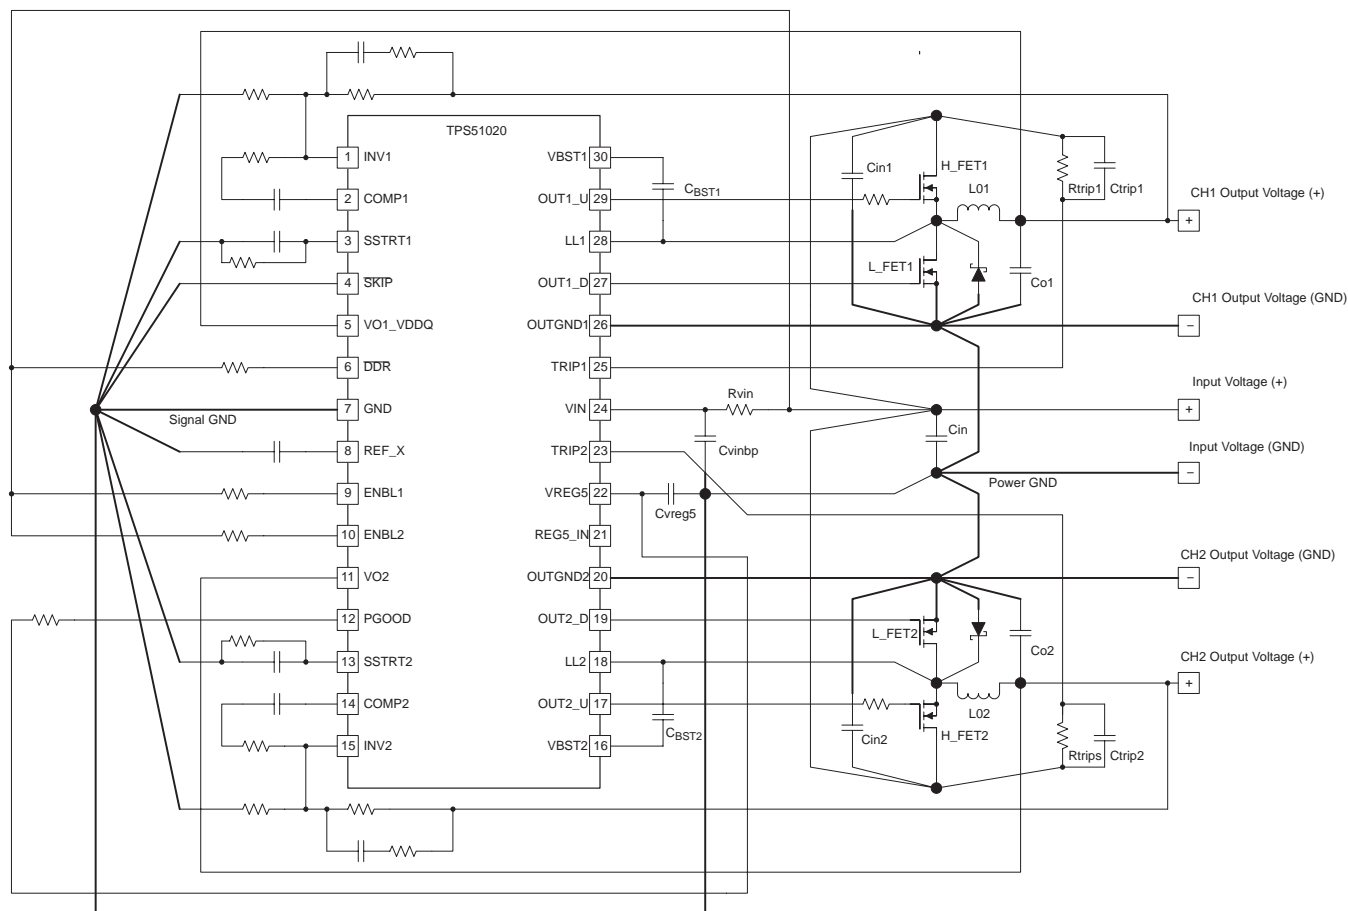 TPS51020
1 INV1
2 COMP1
3 SSTRT1
4 SKIP
5 VO1_VDDQ
6 DDR
7 GND
8 REF_X
9 ENBL1
10 ENBL2
11 VO2
12 PGOOD
13 SSTRT2
14 COMP2
15 INV2
VBST1 30
OUT1_U 29
LL1 28
OUT1_D 27
OUTGND1 26
TRIP1 25
VIN 24
TRIP2 23
VREG5 22
REG5_IN 21
OUTGND2 20
OUT2_D 19
LL2 18
OUT2_U 17
VBST2 16
Signal GND
CBST1
Cin1
H_FET1
L01
L_FET1
Co1
Rtrip1
Ctrip1
CH1 Output Voltage (+)
+
CH1 Output Voltage (GND)
−
Rvin
Cvinbp
Cvreg5
Cin
Power GND
Input Voltage (+)
+
Input Voltage (GND)
−
CH2 Output Voltage (GND)
−
L_FET2
Co2
CH2 Output Voltage (+)
+
CBST2
Cin2
L02
H_FET2
Rtrips
Ctrip2